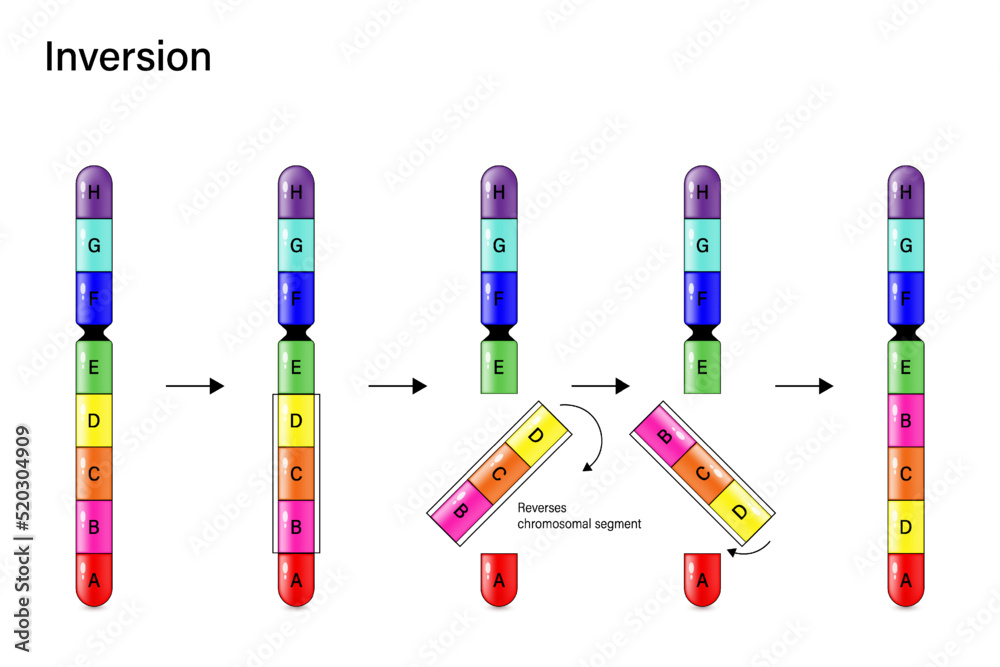 Inversion
H H H H H
G G G G G
F F F F F
E E E E E
D D D B B
C C C C C
B B B D D
Reverses
chromosomal segment
A A A A A
Adobe Stock
520304909